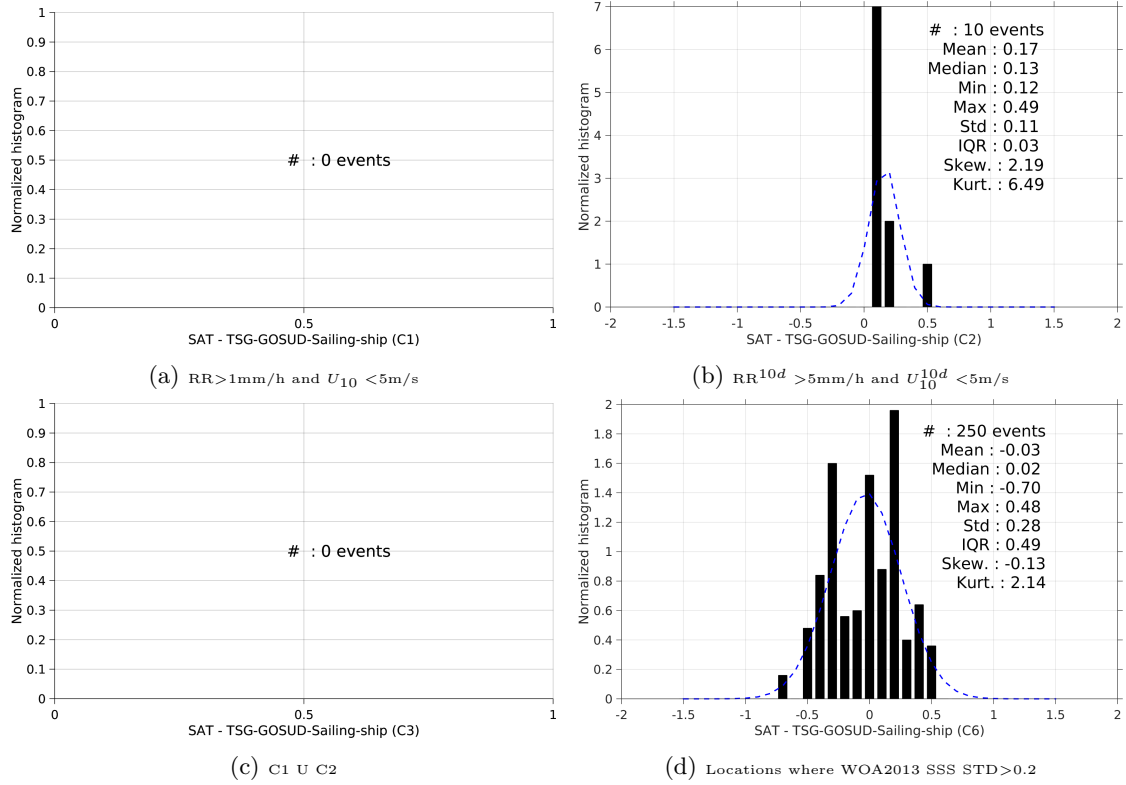 1
0.9
0.8
0.7
0.6
0.5
0.4
0.3
0.2
0.1
0
Normalized histogram
# : 0 events
0 0.5 1
SAT - TSG-GOSUD-Sailing-ship (C1)
(a) RR>1mm/h and U10 <5m/s
7
6
5
4
3
2
1
0
Normalized histogram
# : 10 events
Mean : 0.17
Median : 0.13
Min : 0.12
Max : 0.49
Std : 0.11
IQR : 0.03
Skew. : 2.19
Kurt. : 6.49
-2 -1.5 -1 -0.5 0 0.5 1 1.5 2
SAT - TSG-GOSUD-Sailing-ship (C2)
(b) RR^{10d} >5mm/h and U_{10}^{10d} <5m/s
1
0.9
0.8
0.7
0.6
0.5
0.4
0.3
0.2
0.1
0
Normalized histogram
# : 0 events
0 0.5 1
SAT - TSG-GOSUD-Sailing-ship (C3)
(c) C1 U C2
2
1.8
1.6
1.4
1.2
1
0.8
0.6
0.4
0.2
0
Normalized histogram
# : 250 events
Mean : -0.03
Median : 0.02
Min : -0.70
Max : 0.48
Std : 0.28
IQR : 0.49
Skew. : -0.13
Kurt. : 2.14
-2 -1.5 -1 -0.5 0 0.5 1 1.5 2
SAT - TSG-GOSUD-Sailing-ship (C6)
(d) Locations where WOA2013 SSS STD>0.2